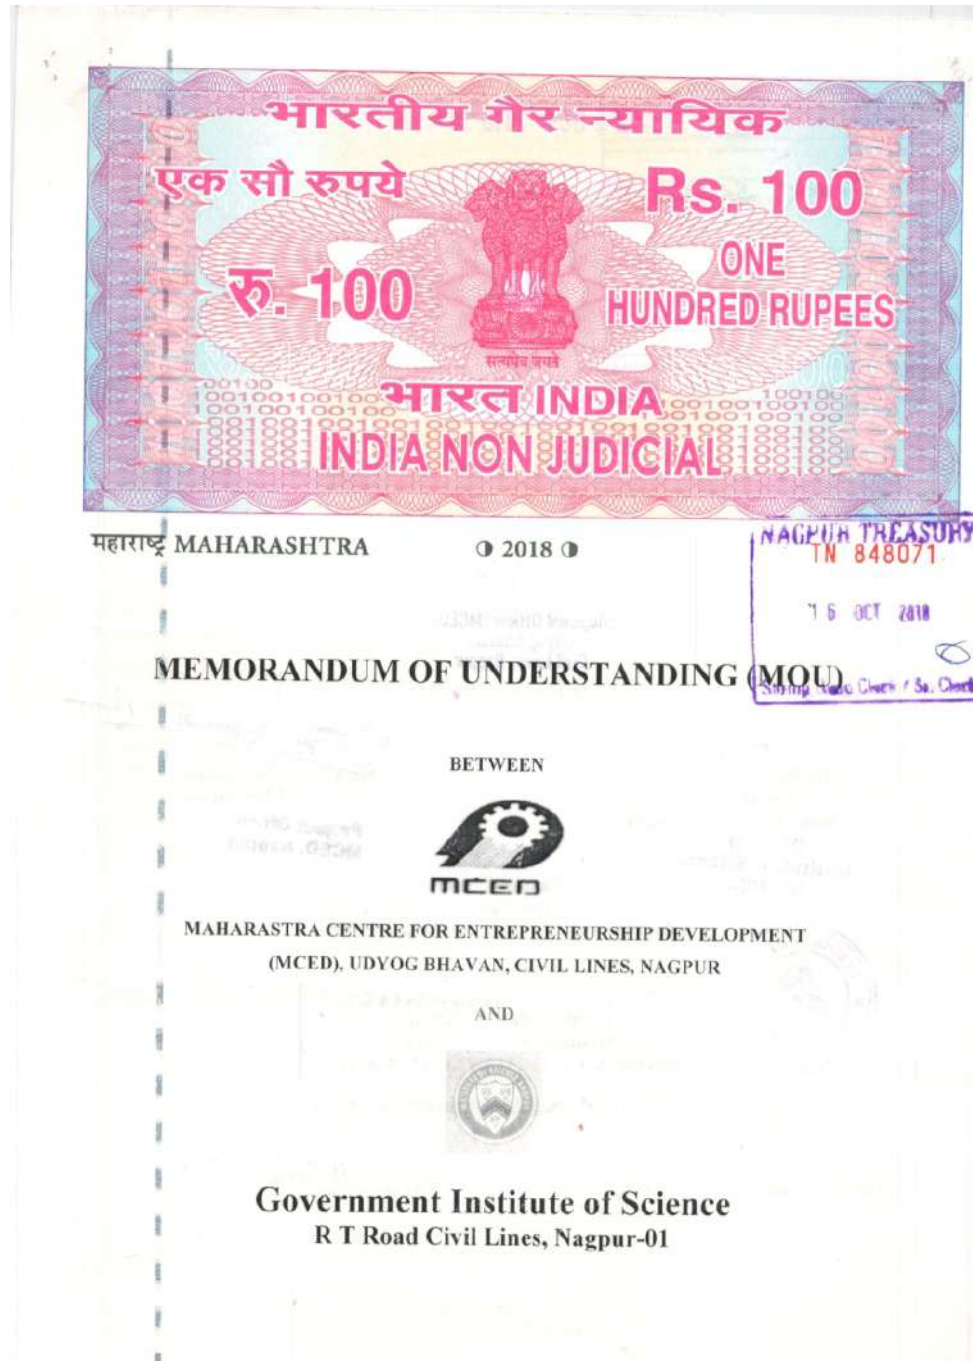 भारतीय गैर न्यायिक
एक सौ रुपये
Rs. 100
रु. 100
ONE
HUNDRED RUPEES
सत्यमेव जयते
भारत INDIA
INDIA NON JUDICIAL
महाराष्ट्र MAHARASHTRA
2018
NAGPUR TREASURY
TN 848071
16 OCT 2018
MEMORANDUM OF UNDERSTANDING (MOU)
BETWEEN
MCED
MAHARASTRA CENTRE FOR ENTREPRENEURSHIP DEVELOPMENT
(MCED), UDYOG BHAVAN, CIVIL LINES, NAGPUR
AND
Government Institute of Science
R T Road Civil Lines, Nagpur-01